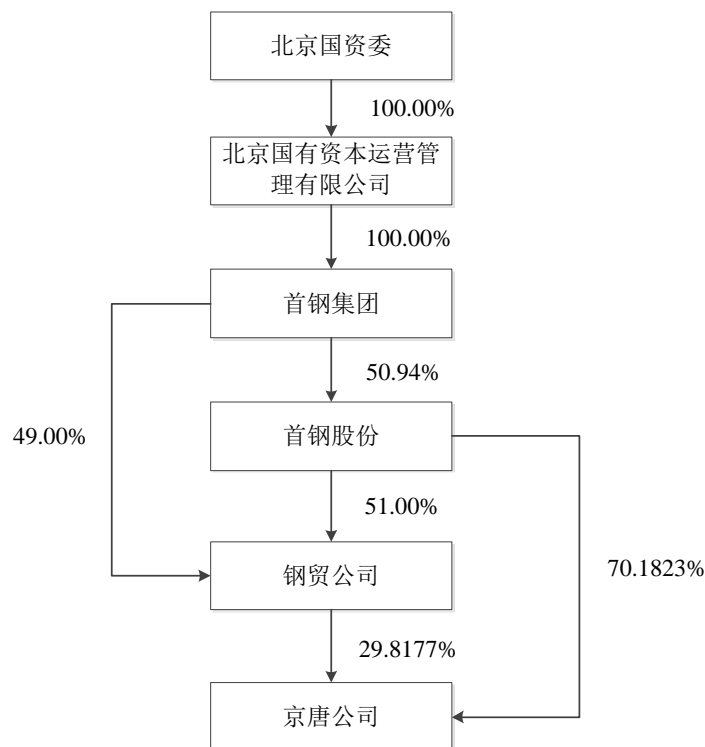 北京国资委
100.00%
北京国有资本运营管
理有限公司
100.00%
首钢集团
50.94%
49.00%
首钢股份
51.00%
钢贸公司
70.1823%
29.8177%
京唐公司